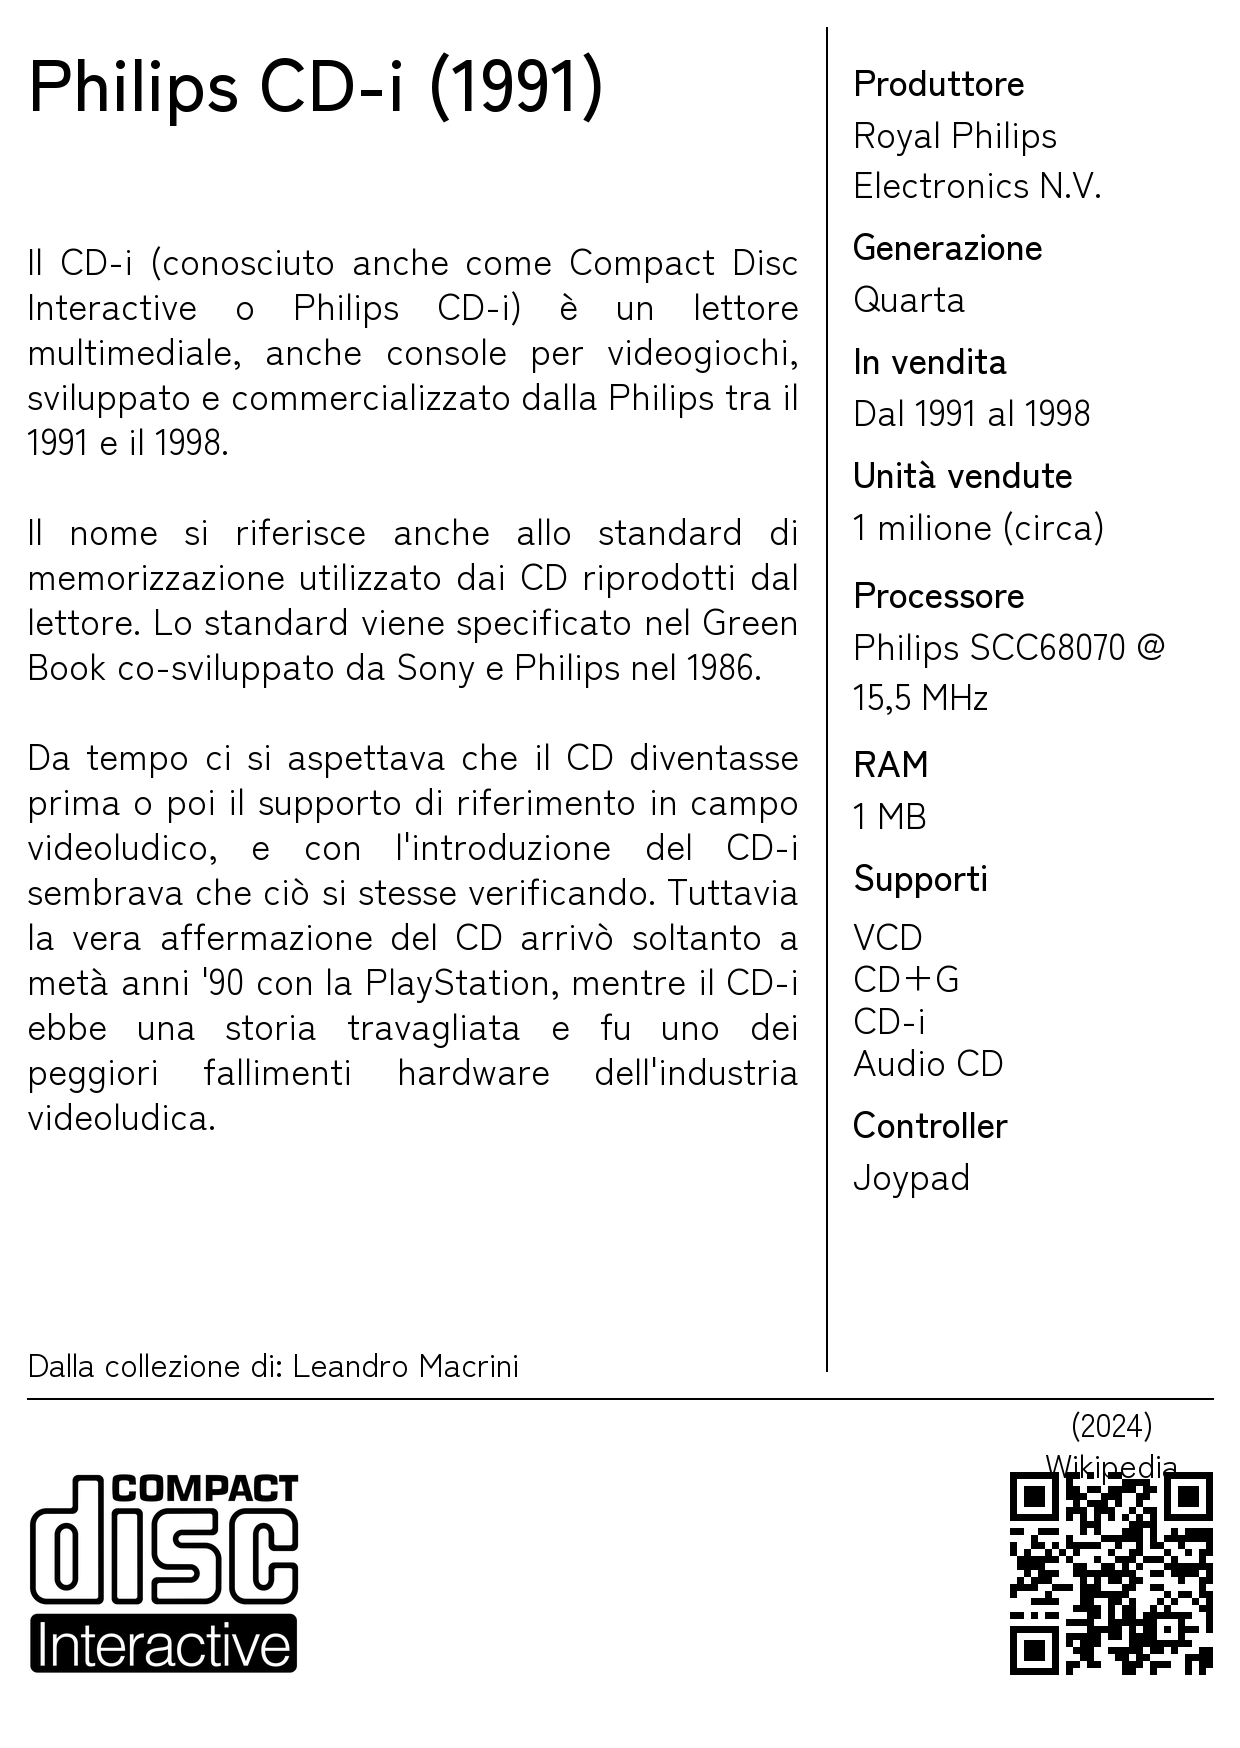 Philips CD-i (1991)
Il CD-i (conosciuto anche come Compact Disc
Interactive o Philips CD-i) è un lettore
multimediale, anche console per videogiochi,
sviluppato e commercializzato dalla Philips tra il
1991 e il 1998.
Il nome si riferisce anche allo standard di
memorizzazione utilizzato dai CD riprodotti dal
lettore. Lo standard viene specificato nel Green
Book co-sviluppato da Sony e Philips nel 1986.
Da tempo ci si aspettava che il CD diventasse
prima o poi il supporto di riferimento in campo
videoludico, e con l'introduzione del CD-i
sembrava che ciò si stesse verificando. Tuttavia
la vera affermazione del CD arrivò soltanto a
metà anni '90 con la PlayStation, mentre il CD-i
ebbe una storia travagliata e fu uno dei
peggiori fallimenti hardware dell'industria
videoludica.
Dalla collezione di: Leandro Macrini
Produttore
Royal Philips
Electronics N.V.
Generazione
Quarta
In vendita
Dal 1991 al 1998
Unità vendute
1 milione (circa)
Processore
Philips SCC68070 @
15,5 MHz
RAM
1 MB
Supporti
VCD
CD+G
CD-i
Audio CD
Controller
Joypad
COMPACT
disc
Interactive
(2024)
Wikipedia